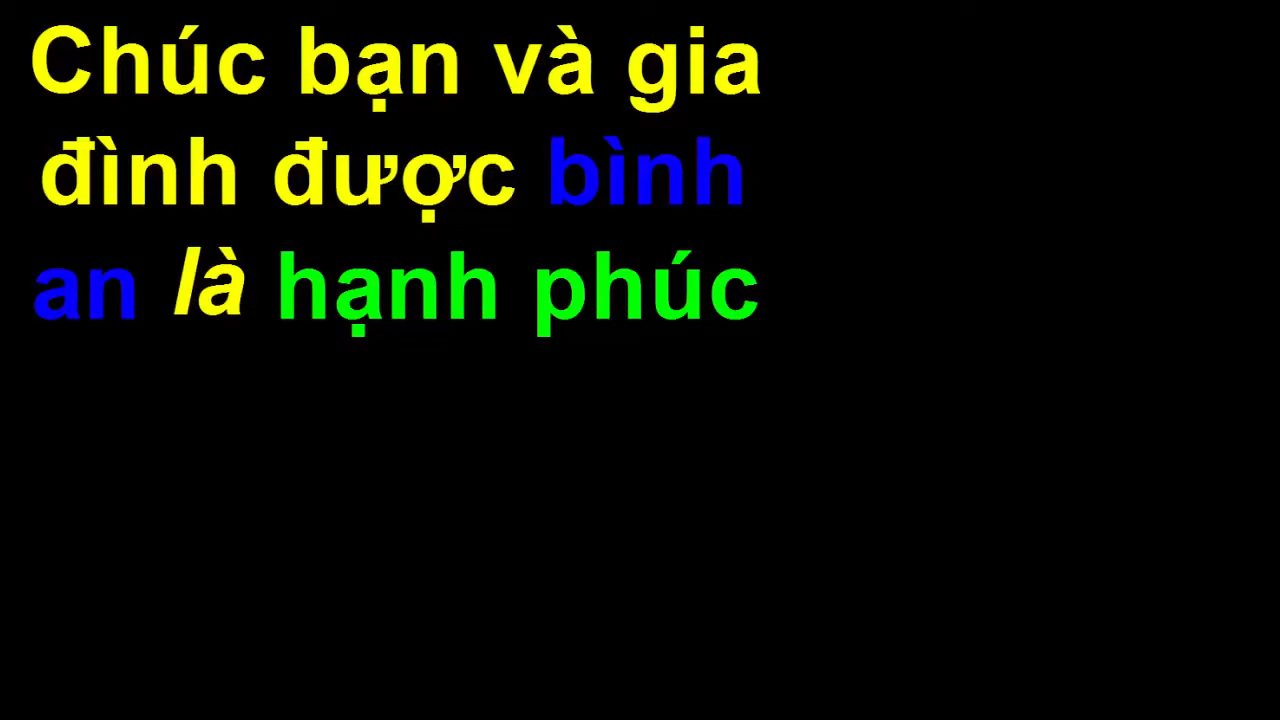 Chúc bạn và gia
đình được bình
an là hạnh phúc